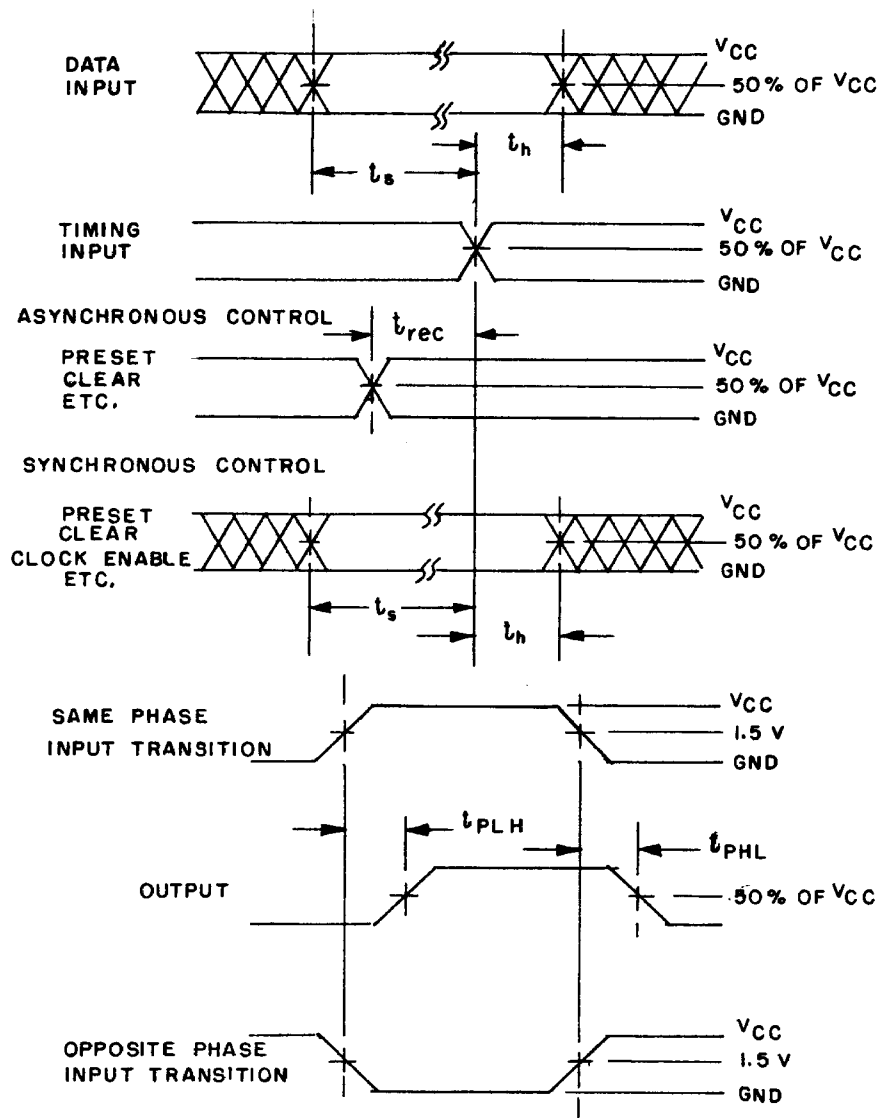 DATA
INPUT
VCC
50% OF VCC
GND
th
ts
TIMING
INPUT
VCC
50% OF VCC
GND
ASYNCHRONOUS CONTROL
trec
PRESET
CLEAR
ETC.
VCC
50% OF VCC
GND
SYNCHRONOUS CONTROL
PRESET
CLEAR
CLOCK ENABLE
ETC.
VCC
50% OF VCC
GND
ts
th
SAME PHASE
INPUT TRANSITION
VCC
1.5 V
GND
tPLH
tPHL
OUTPUT
50% OF VCC
OPPOSITE PHASE
INPUT TRANSITION
VCC
1.5 V
GND